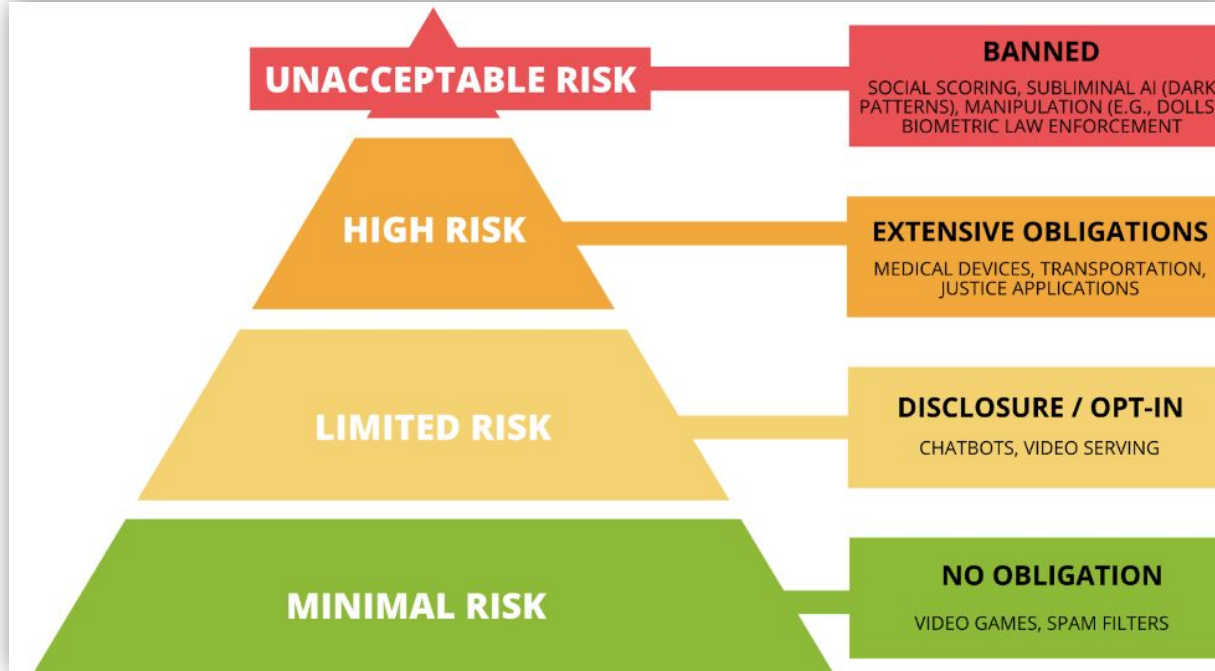 UNACCEPTABLE RISK
BANNED
SOCIAL SCORING, SUBLIMINAL AI (DARK
PATTERNS), MANIPULATION (E.G., DOLLS
BIOMETRIC LAW ENFORCEMENT
HIGH RISK
EXTENSIVE OBLIGATIONS
MEDICAL DEVICES, TRANSPORTATION,
JUSTICE APPLICATIONS
LIMITED RISK
DISCLOSURE / OPT-IN
CHATBOTS, VIDEO SERVING
MINIMAL RISK
NO OBLIGATION
VIDEO GAMES, SPAM FILTERS